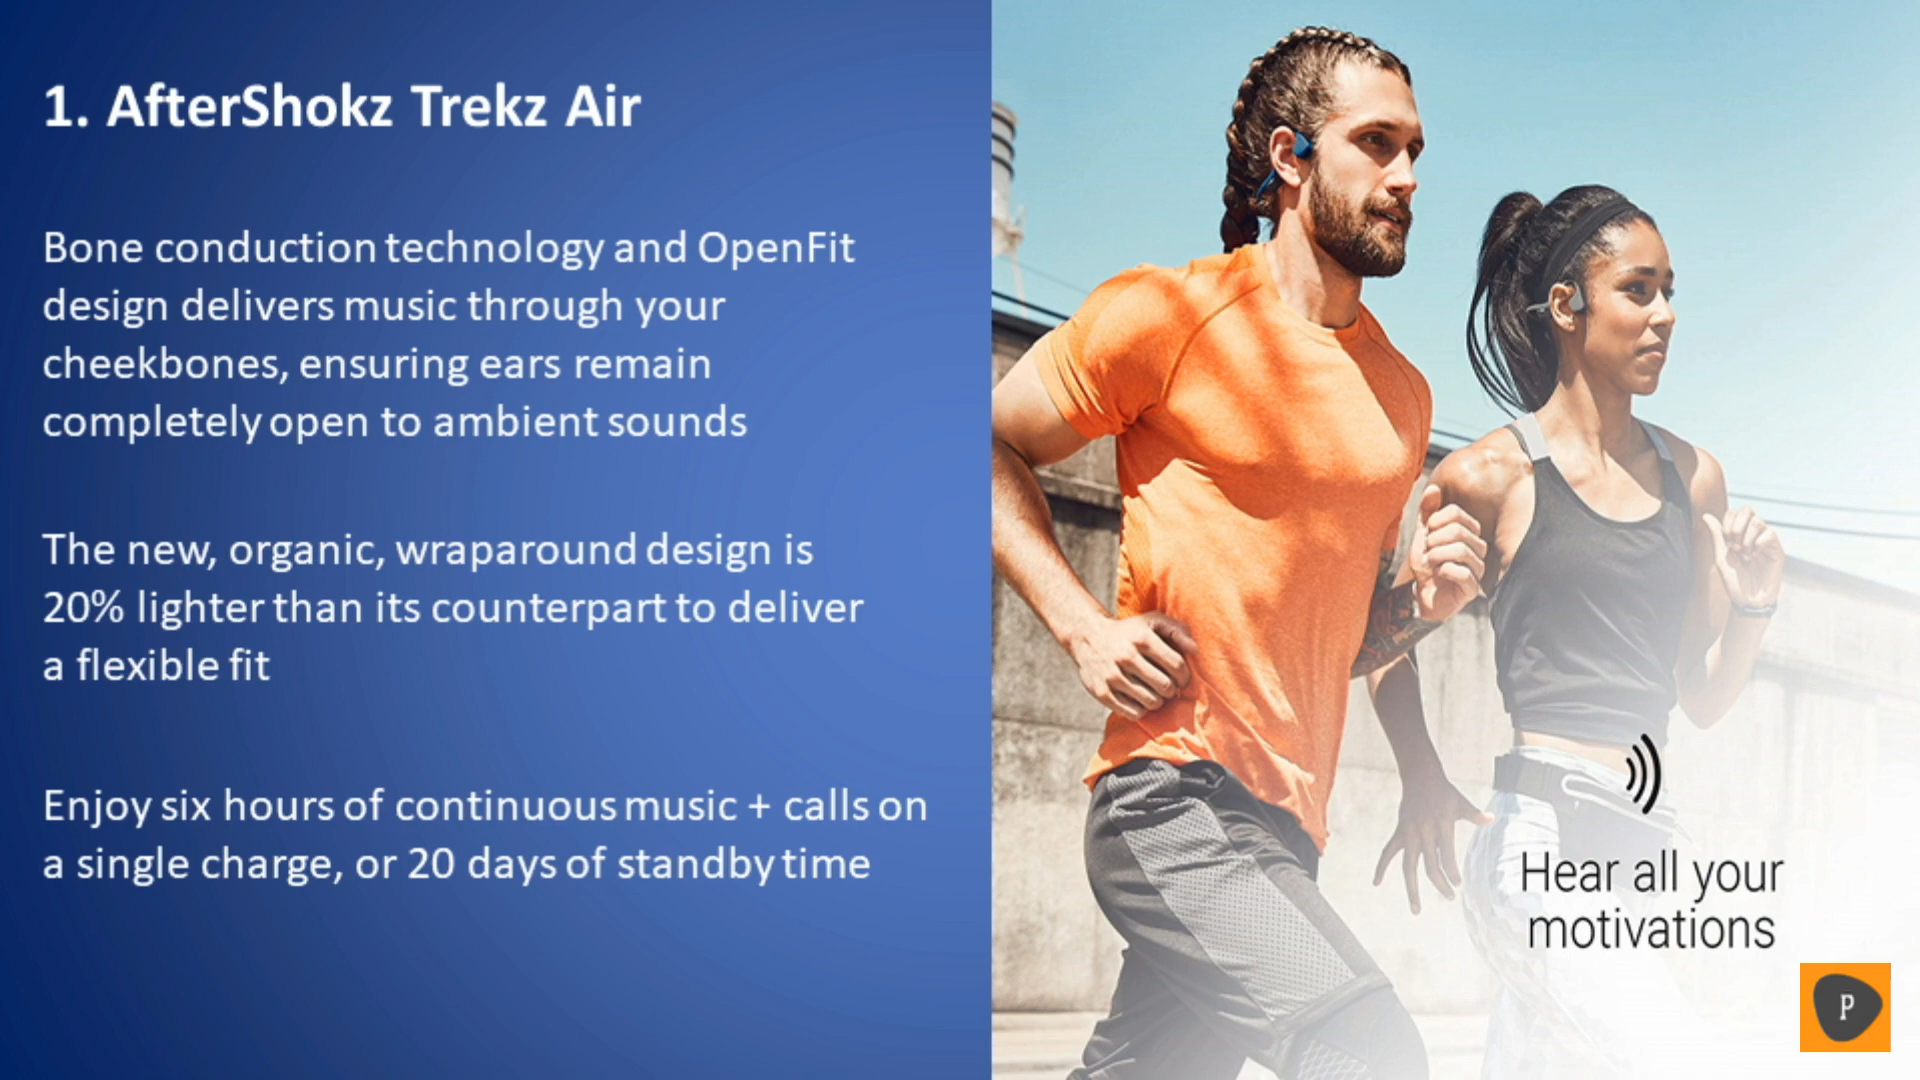 1. AfterShokz Trekz Air
Bone conduction technology and OpenFit
design delivers music through your
cheekbones, ensuring ears remain
completely open to ambient sounds
The new, organic, wraparound design is
20% lighter than its counterpart to deliver
a flexible fit
Enjoy six hours of continuous music + calls on
a single charge, or 20 days of standby time
Hear all your
motivations
P